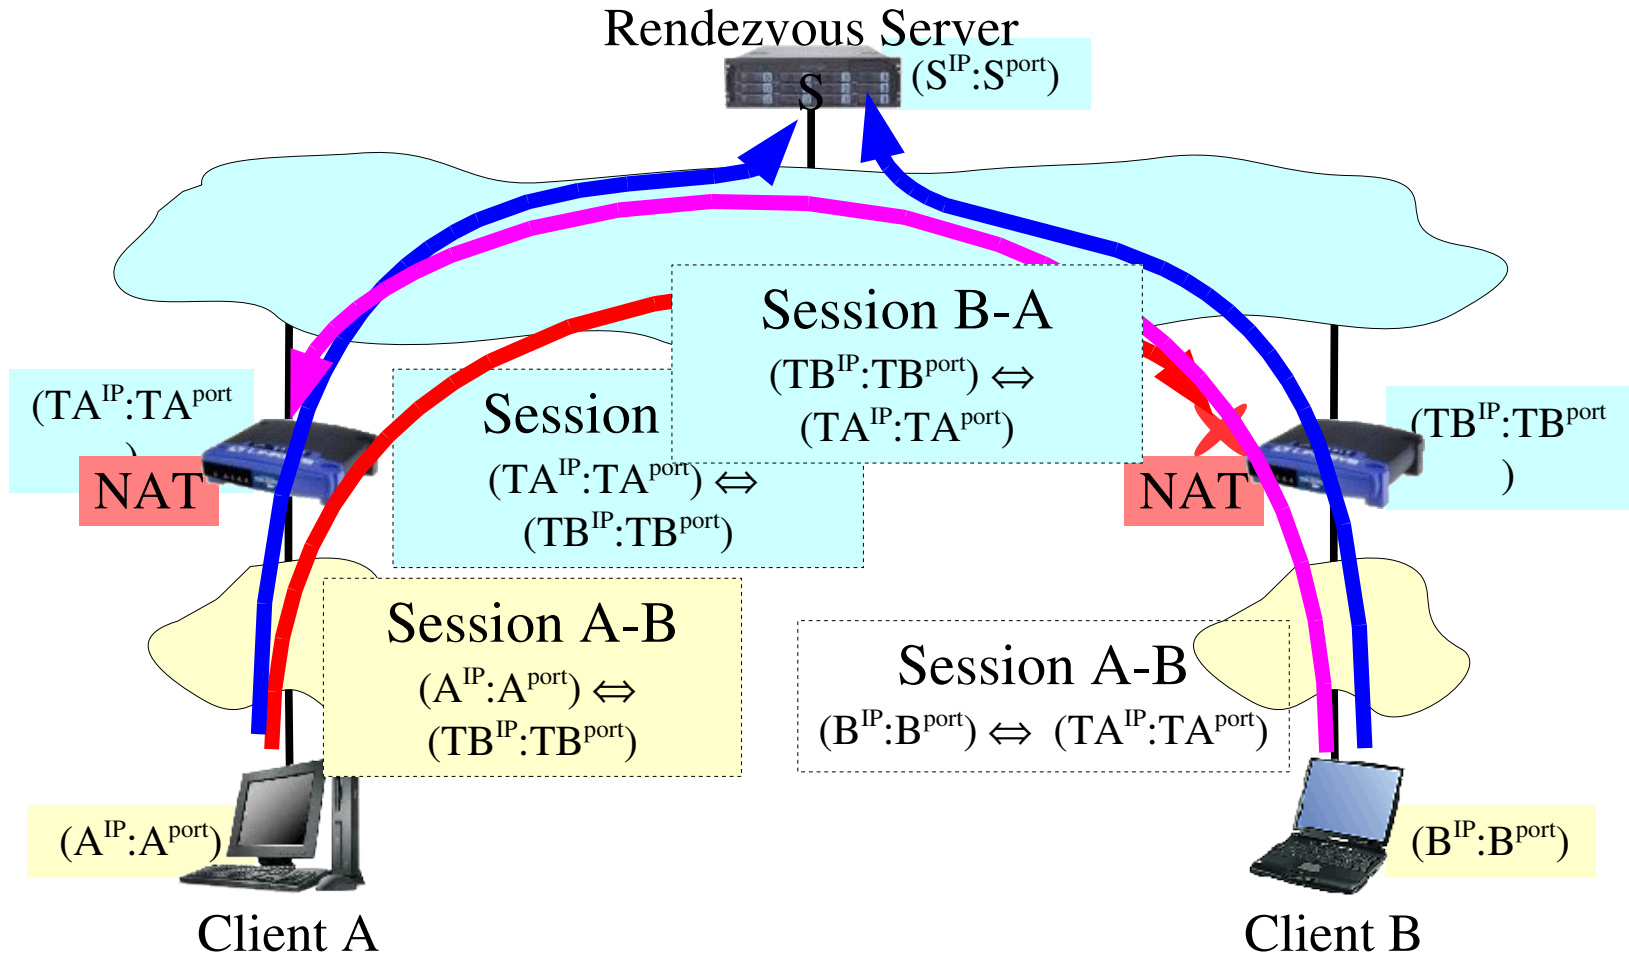 Rendezvous Server
S
(S^IP:S^port)
Session B-A
(TB^IP:TB^port) ⇔
(TA^IP:TA^port)
(TA^IP:TA^port
)
NAT
Session
(TA^IP:TA^port) ⇔
(TB^IP:TB^port)
(TB^IP:TB^port
)
NAT
Session A-B
(A^IP:A^port) ⇔
(TB^IP:TB^port)
Session A-B
(B^IP:B^port) ⇔ (TA^IP:TA^port)
(A^IP:A^port)
(B^IP:B^port)
Client A
Client B